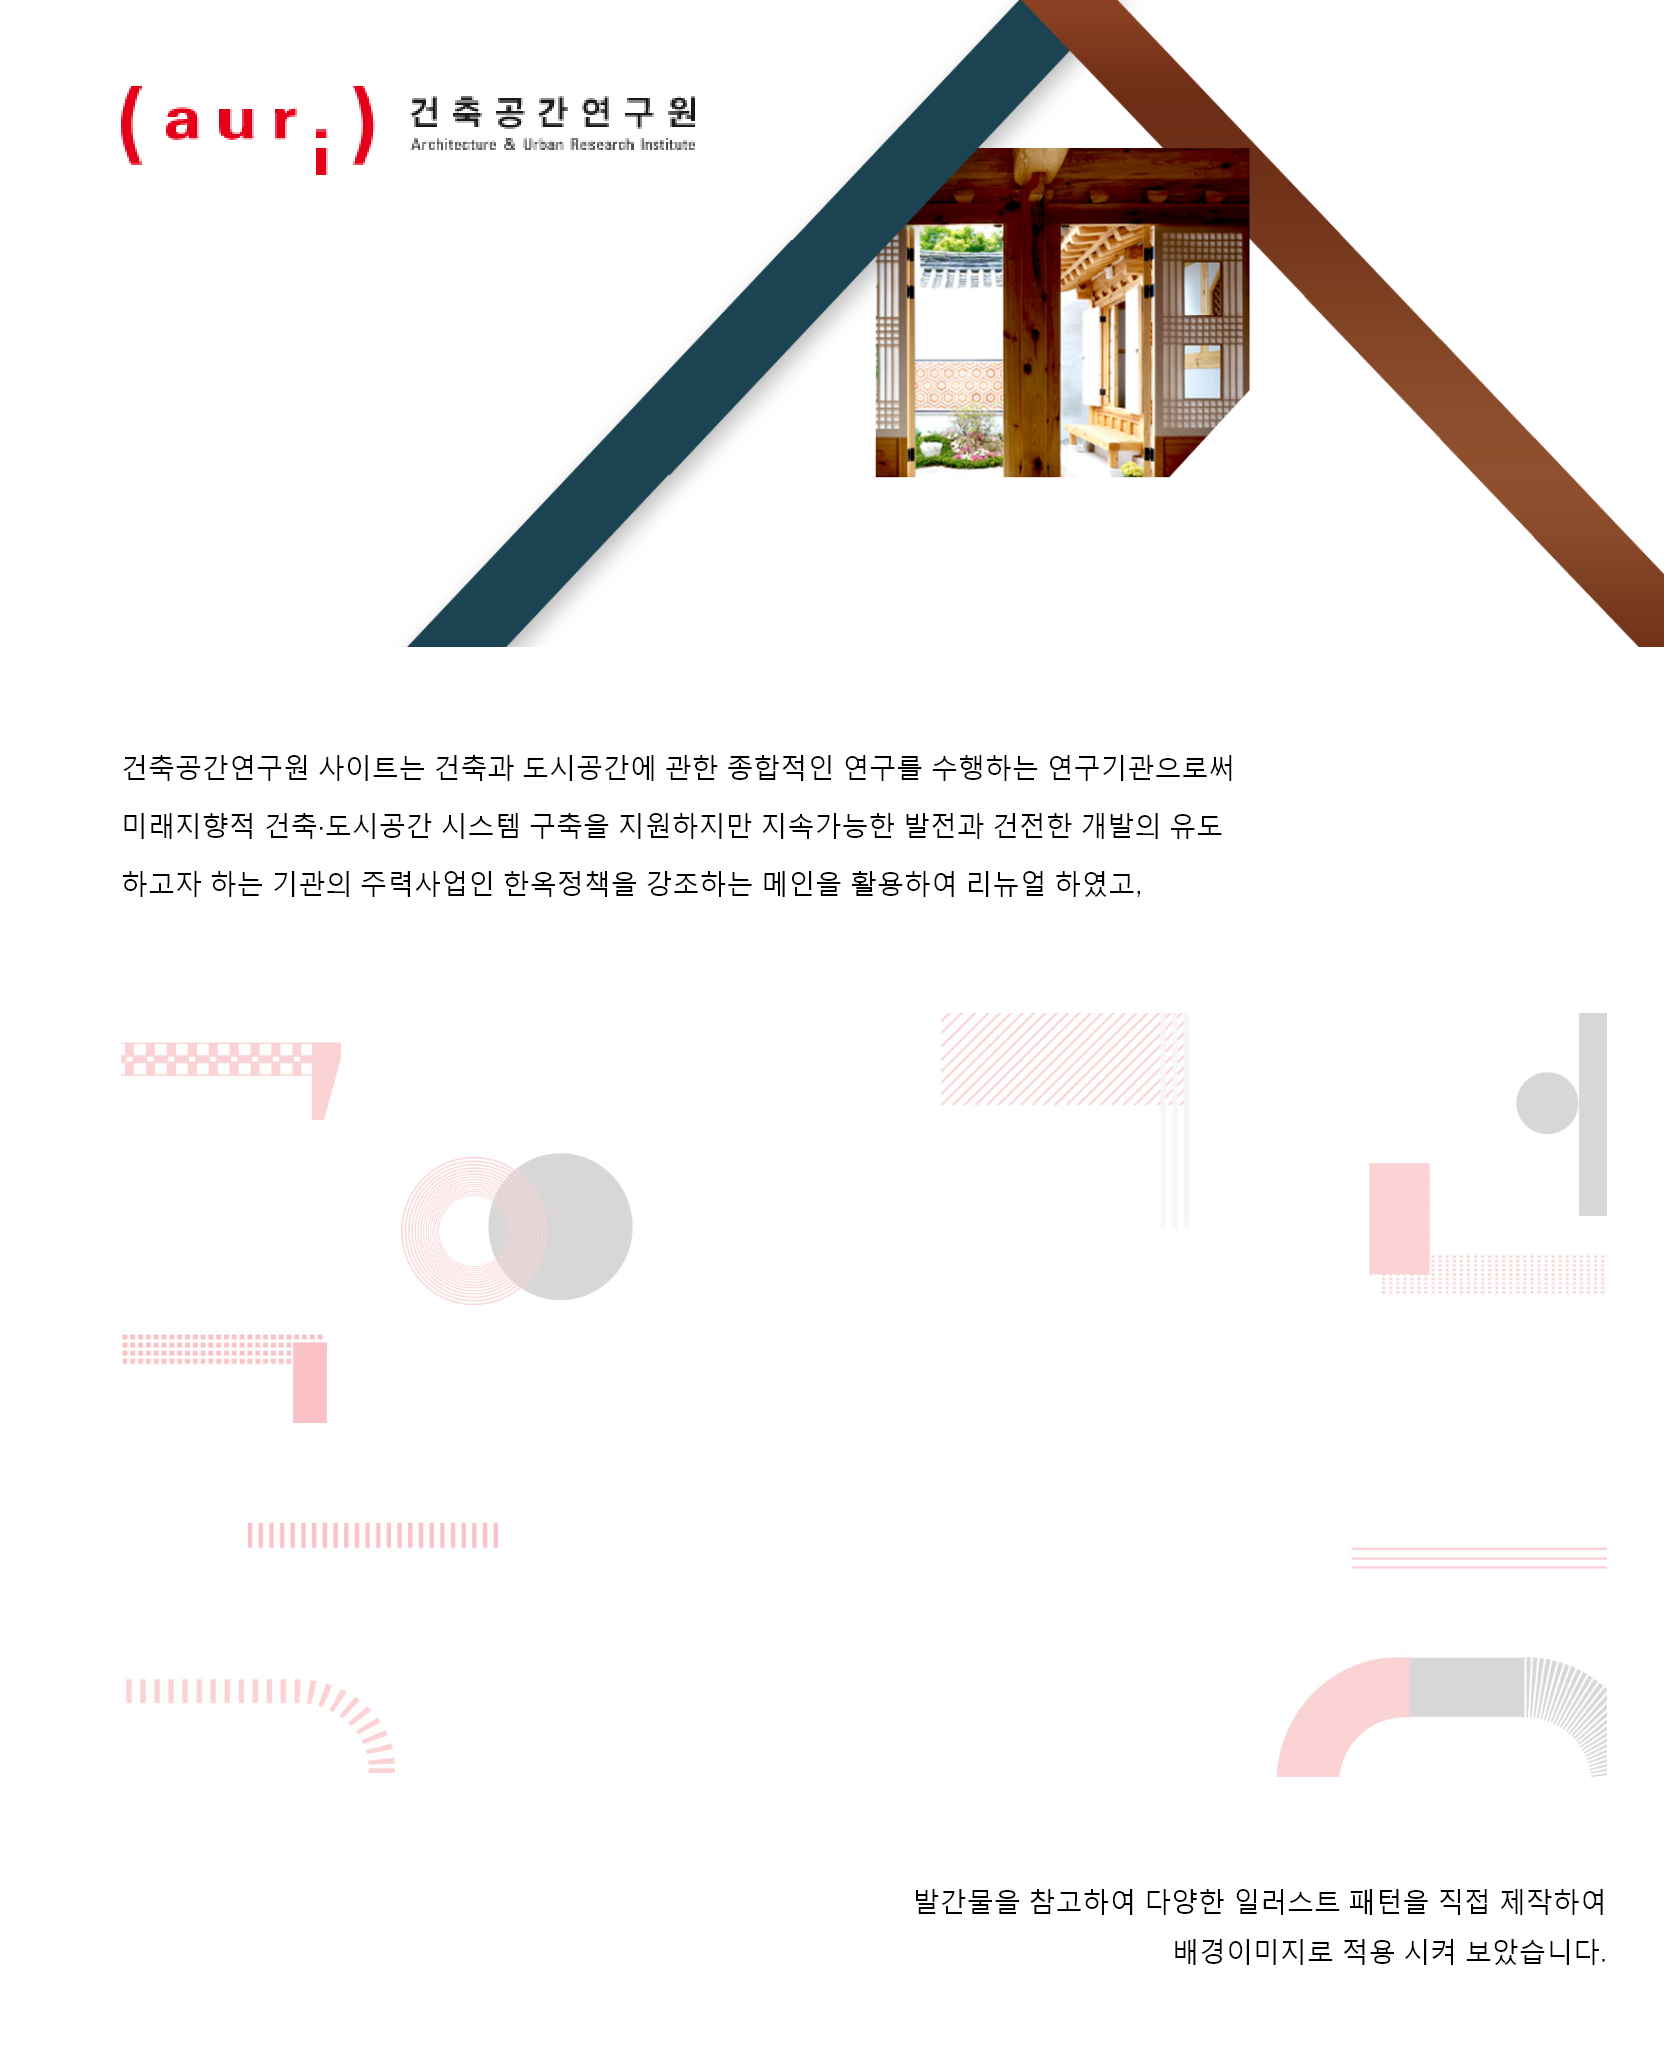 (auri) 건축공간연구원
Architecture & Urban Research Institute
건축공간연구원 사이트는 건축과 도시공간에 관한 종합적인 연구를 수행하는 연구기관으로써
미래지향적 건축·도시공간 시스템 구축을 지원하지만 지속가능한 발전과 건전한 개발의 유도
하고자 하는 기관의 주력사업인 한옥정책을 강조하는 메인을 활용하여 리뉴얼 하였고,
발간물을 참고하여 다양한 일러스트 패턴을 직접 제작하여
배경이미지로 적용 시켜 보았습니다.